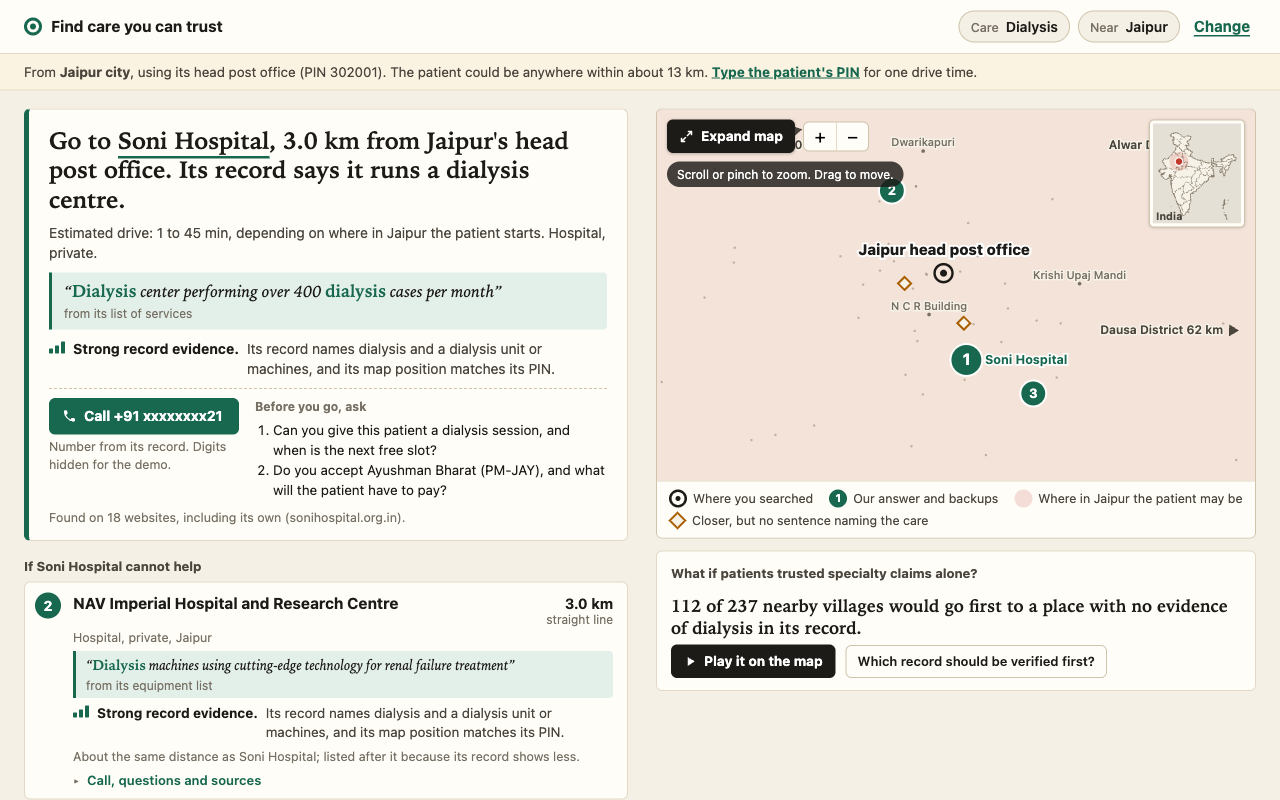 Find care you can trust
Care Dialysis
Near Jaipur
Change
From Jaipur city, using its head post office (PIN 302001). The patient could be anywhere within about 13 km. Type the patient's PIN for one drive time.
Go to Soni Hospital, 3.0 km from Jaipur's head
post office. Its record says it runs a dialysis
centre.
Estimated drive: 1 to 45 min, depending on where in Jaipur the patient starts. Hospital,
private.
“Dialysis center performing over 400 dialysis cases per month”
from its list of services
Strong record evidence. Its record names dialysis and a dialysis unit or
machines, and its map position matches its PIN.
Call +91 xxxxxxxx21
Number from its record. Digits
hidden for the demo.
Before you go, ask
1. Can you give this patient a dialysis session, and
when is the next free slot?
2. Do you accept Ayushman Bharat (PM-JAY), and what
will the patient have to pay?
Found on 18 websites, including its own (sonihospital.org.in).
If Soni Hospital cannot help
2 NAV Imperial Hospital and Research Centre 3.0 km
straight line
Hospital, private, Jaipur
“Dialysis machines using cutting-edge technology for renal failure treatment”
from its equipment list
Strong record evidence. Its record names dialysis and a dialysis unit or
machines, and its map position matches its PIN.
About the same distance as Soni Hospital; listed after it because its record shows less.
▸ Call, questions and sources
Expand map
+ −
Scroll or pinch to zoom. Drag to move.
Dwarikapuri
Alwar
India
2
Jaipur head post office
Krishi Upaj Mandi
N C R Building
Dausa District 62 km
1 Soni Hospital
3
Where you searched
1 Our answer and backups
Where in Jaipur the patient may be
Closer, but no sentence naming the care
What if patients trusted specialty claims alone?
112 of 237 nearby villages would go first to a place with no evidence
of dialysis in its record.
Play it on the map
Which record should be verified first?